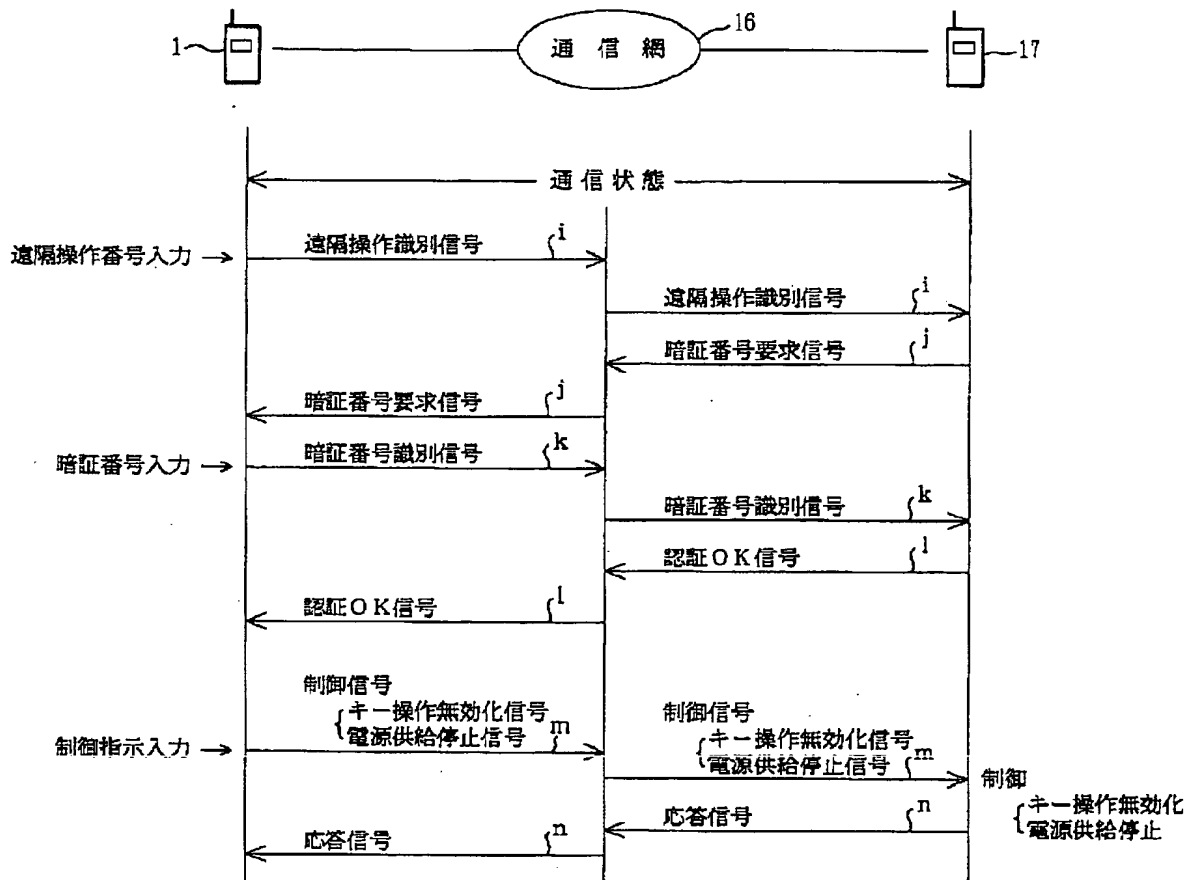 1
通信網
16
17
通信状態
遠隔操作番号入力 →
遠隔操作識別信号 i
遠隔操作識別信号 i
暗証番号要求信号 j
暗証番号要求信号 j
暗証番号入力 →
暗証番号識別信号 k
暗証番号識別信号 k
認証OK信号 l
認証OK信号 l
制御指示入力 →
制御信号
キー操作無効化信号
電源供給停止信号 m
制御信号
キー操作無効化信号
電源供給停止信号 m
制御
キー操作無効化
電源供給停止
応答信号 n
応答信号 n